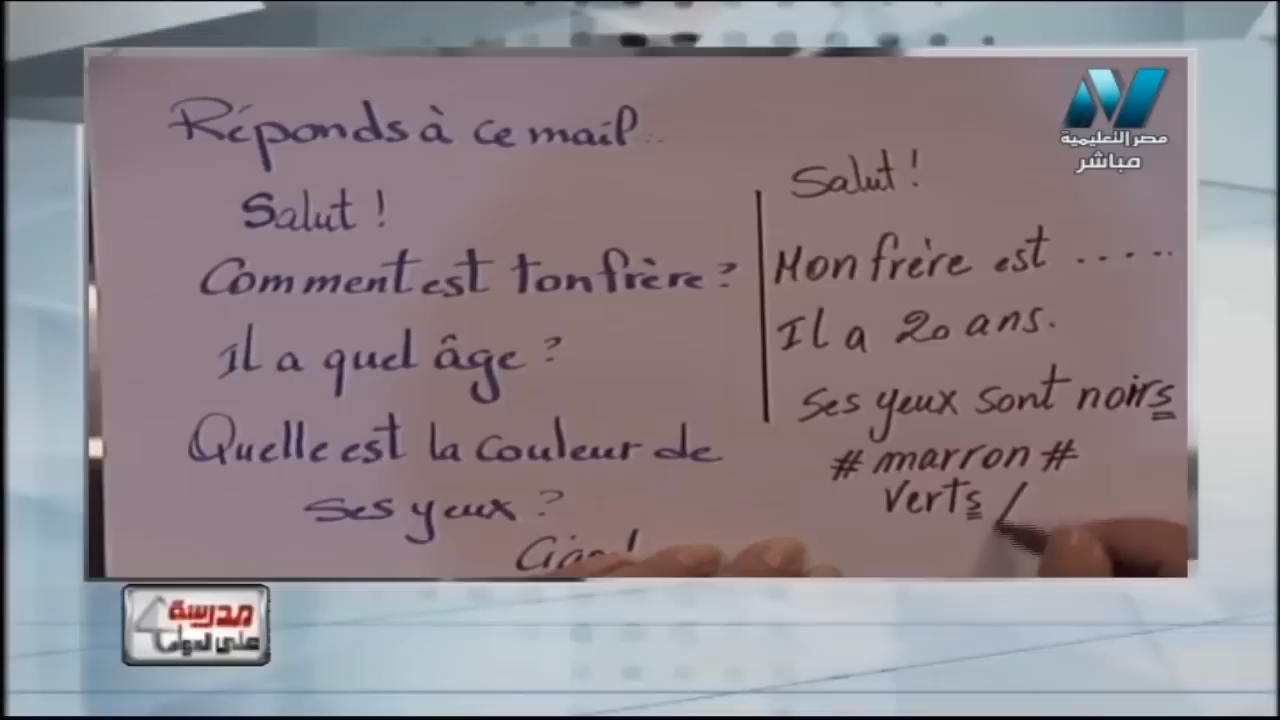 Réponds à ce mail..
Salut !
Comment est ton frère ?
Il a quel âge ?
Quelle est la couleur de
ses yeux ?
Salut !
Mon frère est .....
Il a 20 ans.
Ses yeux sont noirs
# marron #
verts /
مصر التعليمية
مباشر
مدرسة
على الهواء